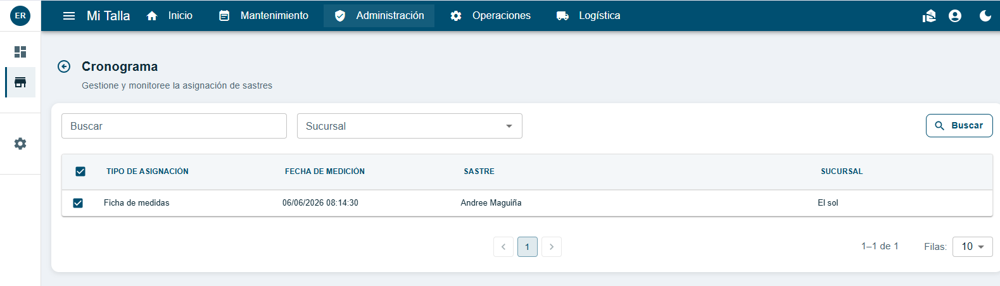 ER
Mi Talla Inicio Mantenimiento Administración Operaciones Logística
Cronograma
Gestione y monitoree la asignación de sastres
Buscar Sucursal Buscar
TIPO DE ASIGNACIÓN FECHA DE MEDICIÓN SASTRE SUCURSAL
Ficha de medidas 06/06/2026 08:14:30 Andree Maguiña El sol
1 1–1 de 1 Filas: 10